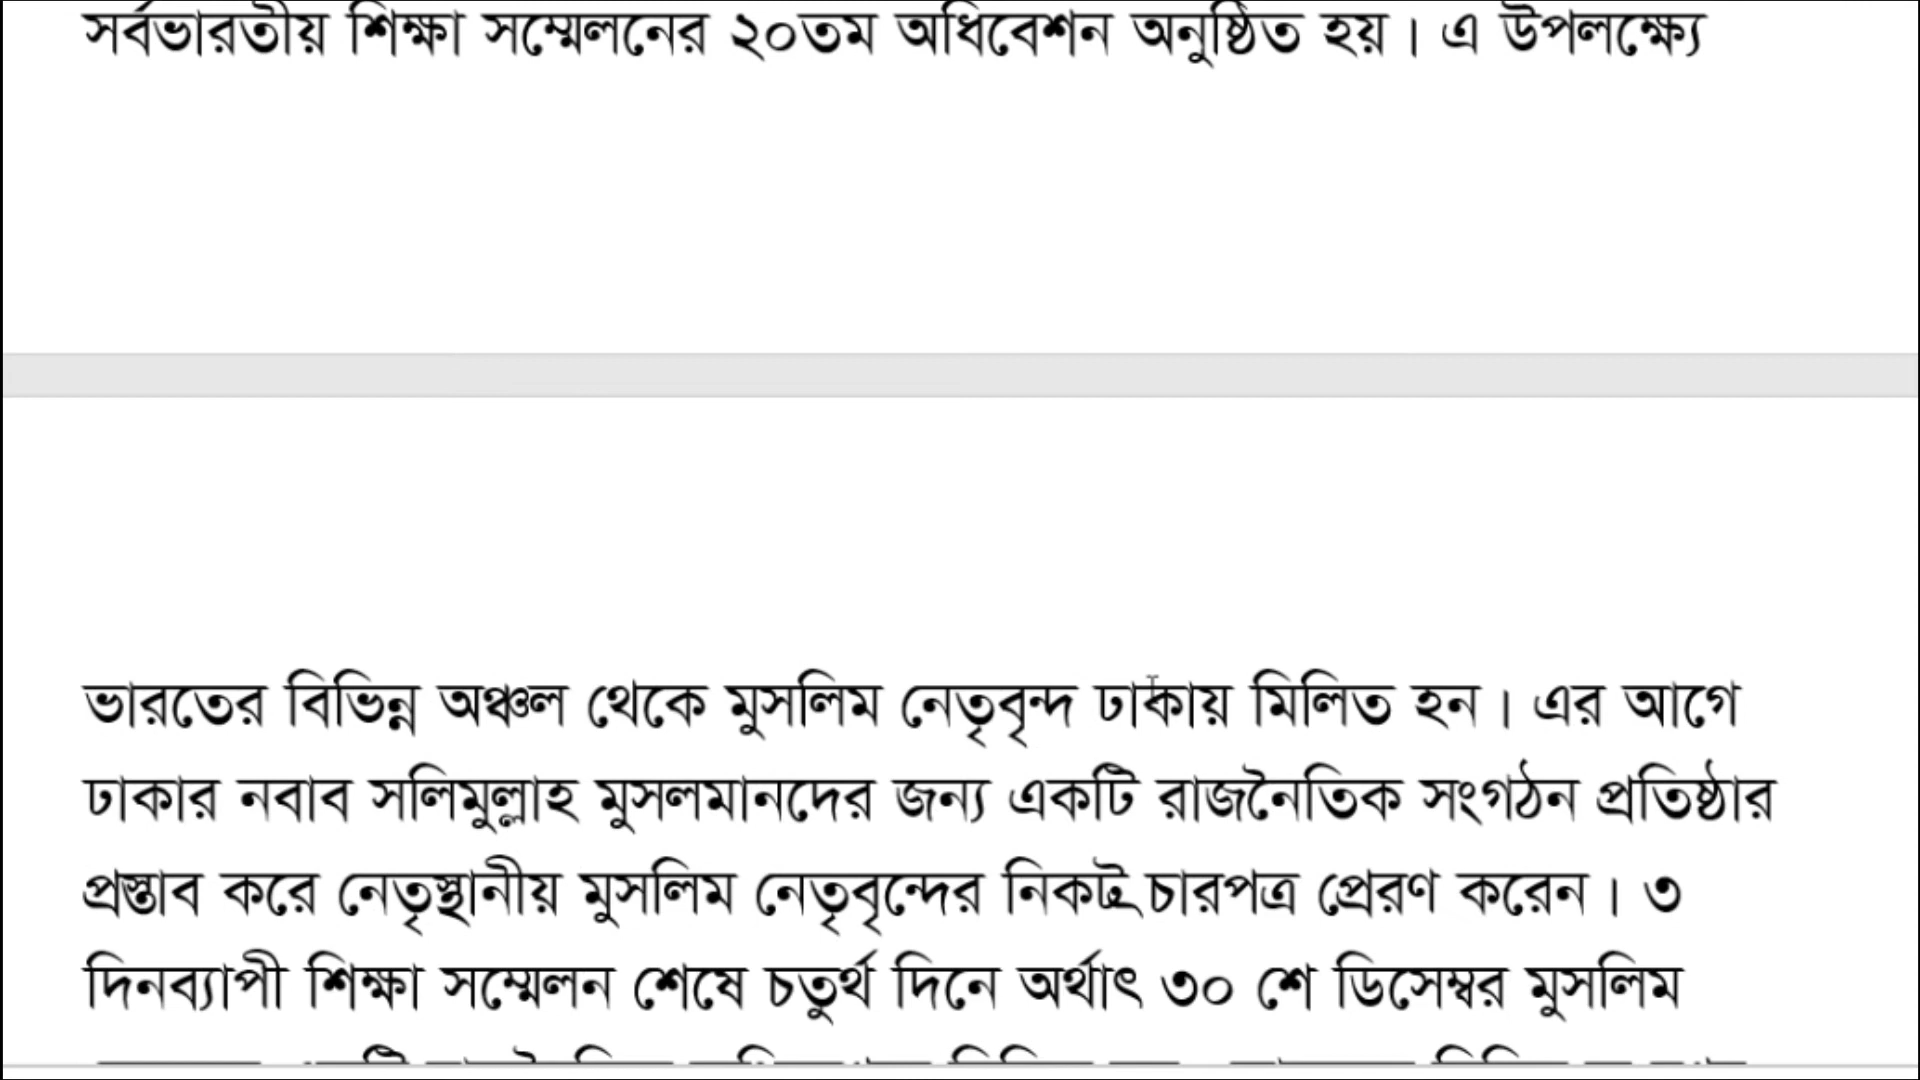 সর্বভারতীয় শিক্ষা সম্মেলনের ২০তম অধিবেশন অনুষ্ঠিত হয়। এ উপলক্ষ্যে
ভারতের বিভিন্ন অঞ্চল থেকে মুসলিম নেতৃবৃন্দ ঢাকায় মিলিত হন। এর আগে
ঢাকার নবাব সলিমুল্লাহ মুসলমানদের জন্য একটি রাজনৈতিক সংগঠন প্রতিষ্ঠার
প্রস্তাব করে নেতৃস্থানীয় মুসলিম নেতৃবৃন্দের নিকট চারপত্র প্রেরণ করেন। ৩
দিনব্যাপী শিক্ষা সম্মেলন শেষে চতুর্থ দিনে অর্থাৎ ৩০ শে ডিসেম্বর মুসলিম